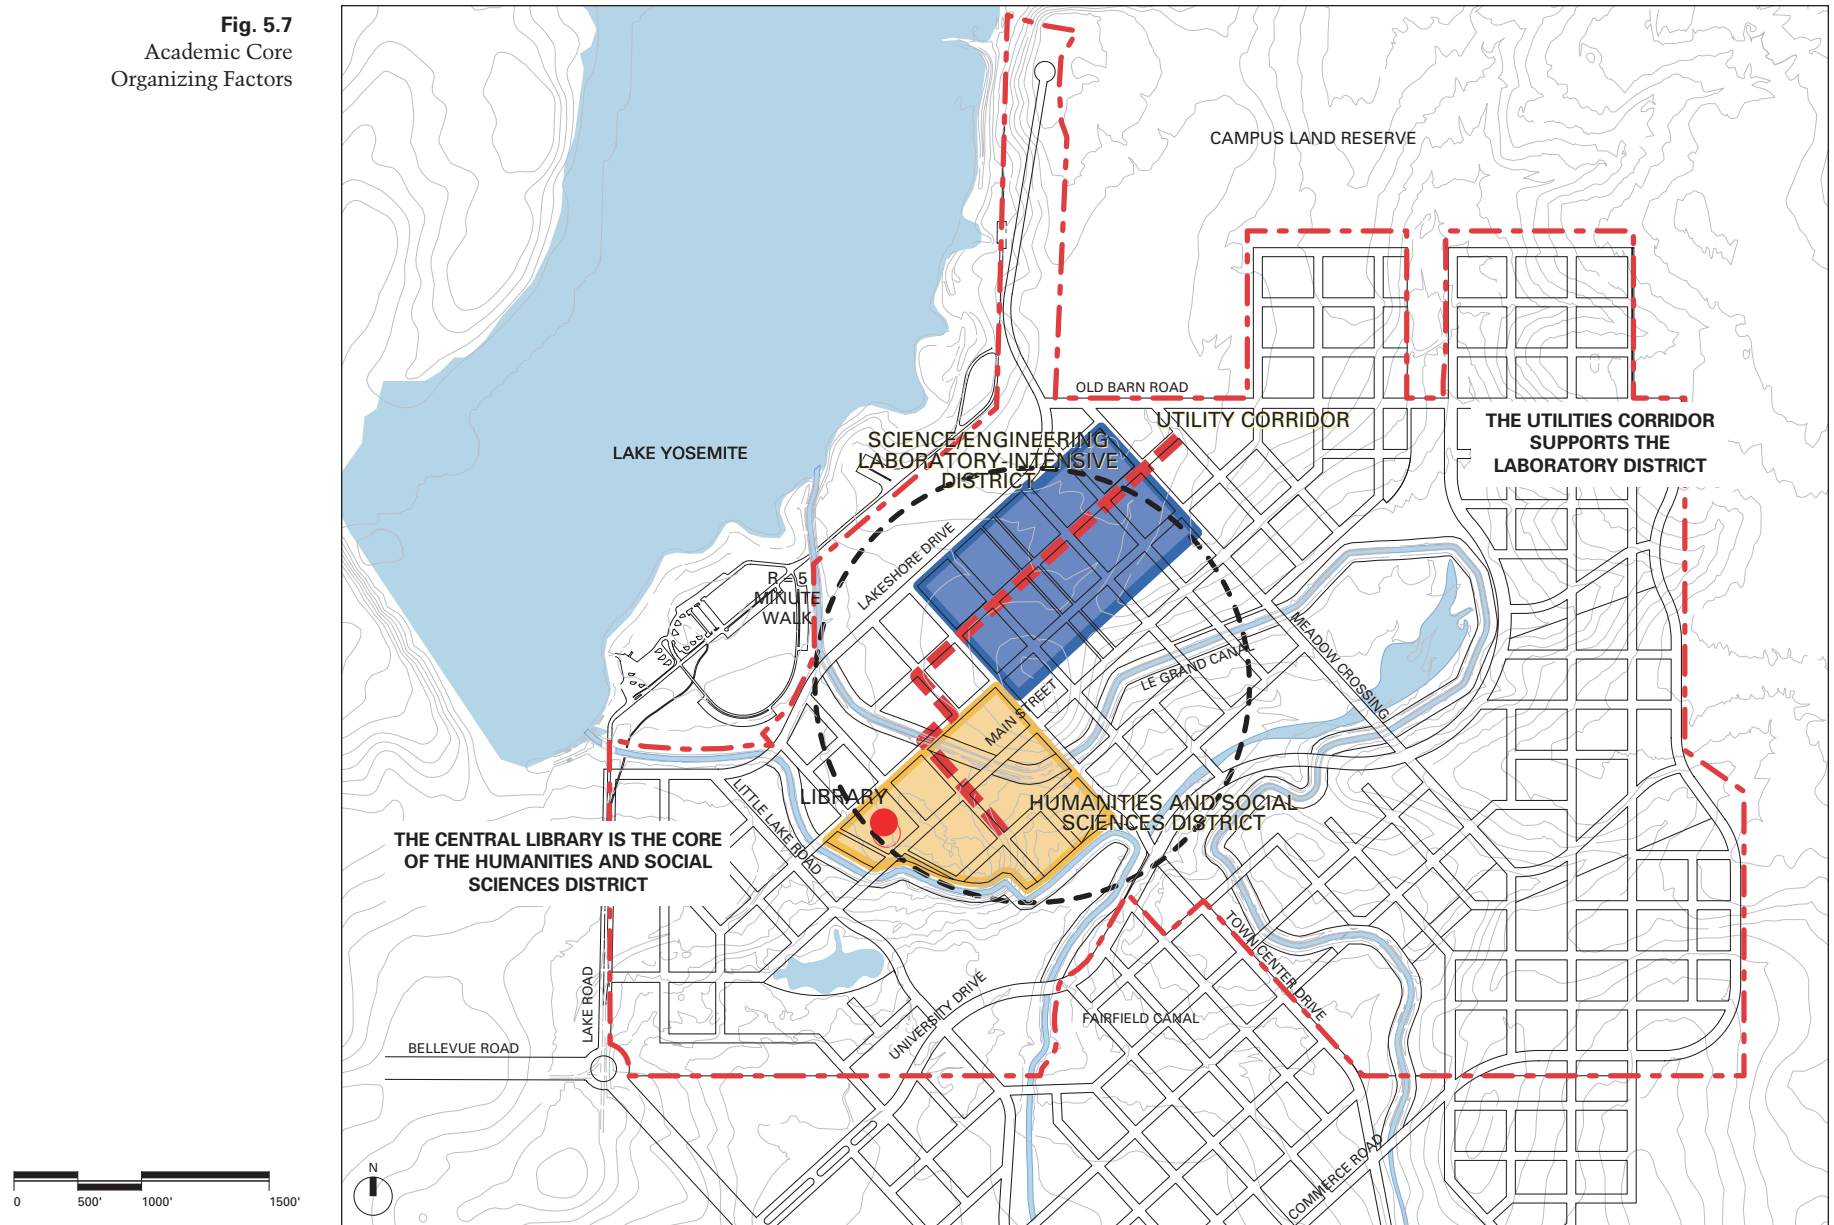 Fig. 5.7
Academic Core
Organizing Factors
CAMPUS LAND RESERVE
OLD BARN ROAD
UTILITY CORRIDOR
THE UTILITIES CORRIDOR
SUPPORTS THE
LABORATORY DISTRICT
SCIENCE/ENGINEERING
LABORATORY-INTENSIVE
DISTRICT
LAKE YOSEMITE
LAKESHORE DRIVE
R = 5
MINUTE
WALK
MEADOW CROSSING
LE GRAND CANAL
MAIN STREET
LIBRARY
LITTLE LAKE ROAD
HUMANITIES AND SOCIAL
SCIENCES DISTRICT
THE CENTRAL LIBRARY IS THE CORE
OF THE HUMANITIES AND SOCIAL
SCIENCES DISTRICT
TOWN CENTER DRIVE
LAKE ROAD
UNIVERSITY DRIVE
FAIRFIELD CANAL
BELLEVUE ROAD
COMMERCE ROAD
N
0 500' 1000' 1500'